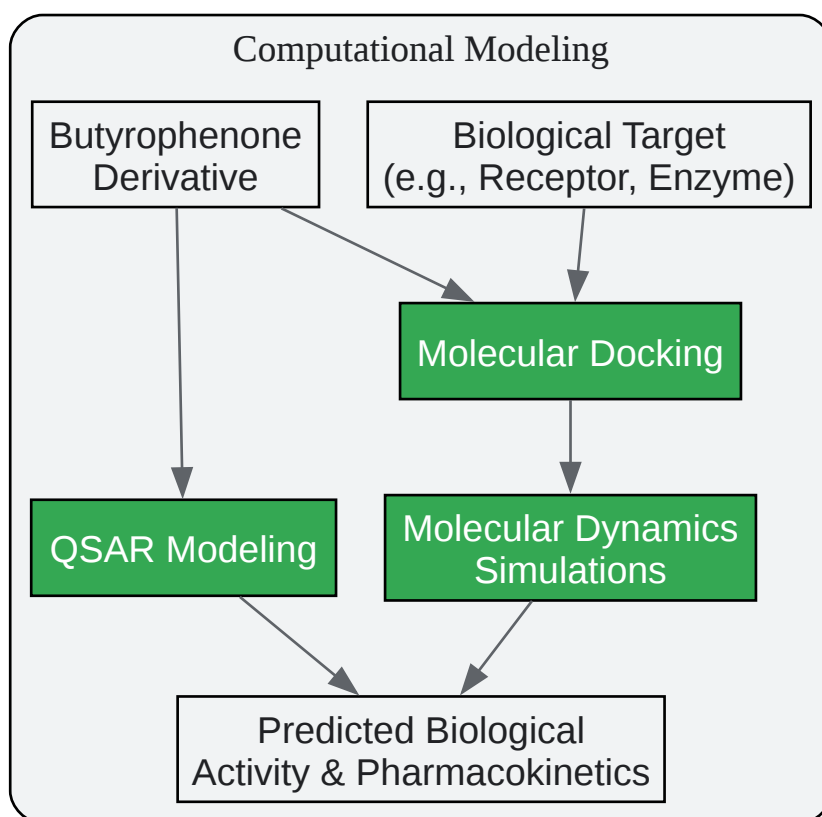 Computational Modeling
Butyrophenone
Derivative
Biological Target
(e.g., Receptor, Enzyme)
Molecular Docking
QSAR Modeling
Molecular Dynamics
Simulations
Predicted Biological
Activity & Pharmacokinetics